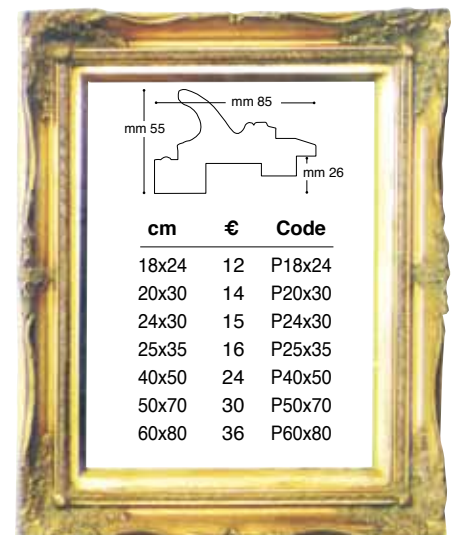 mm 85
mm 55
mm 26
cm € Code
18x24 12 P18x24
20x30 14 P20x30
24x30 15 P24x30
25x35 16 P25x35
40x50 24 P40x50
50x70 30 P50x70
60x80 36 P60x80